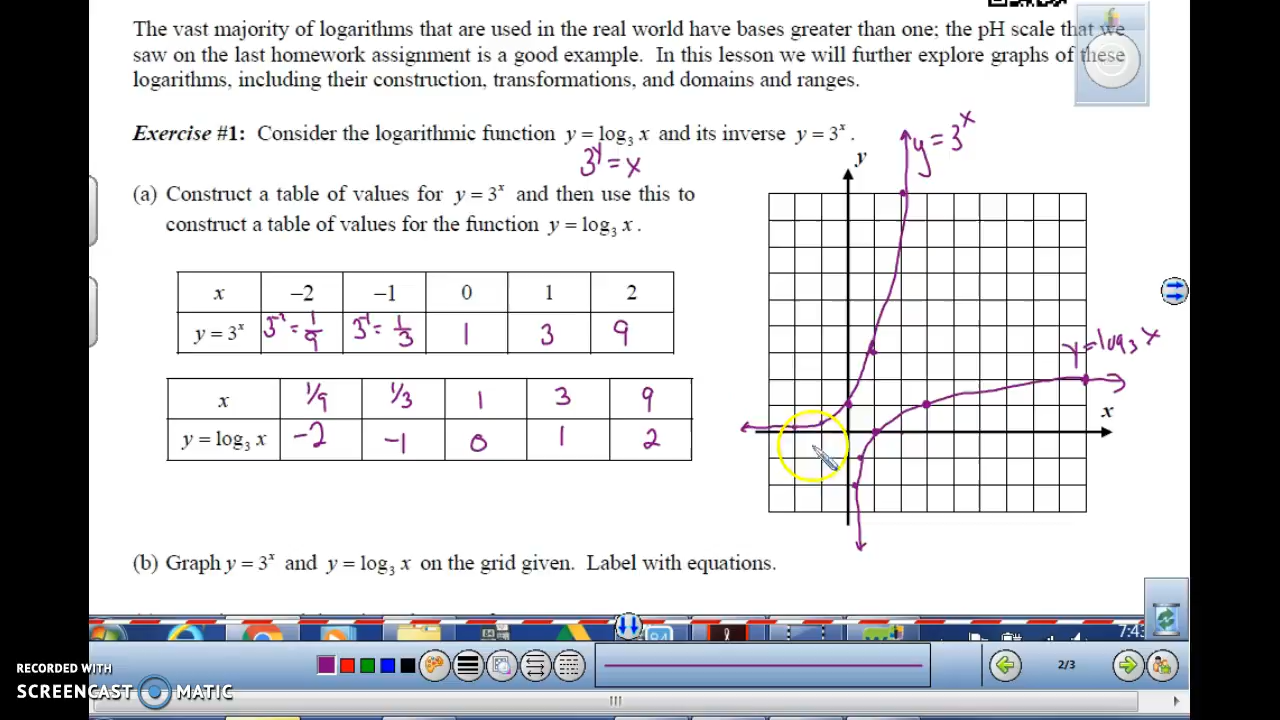 The vast majority of logarithms that are used in the real world have bases greater than one; the pH scale that we
saw on the last homework assignment is a good example. In this lesson we will further explore graphs of these
logarithms, including their construction, transformations, and domains and ranges.
Exercise #1: Consider the logarithmic function y = log₃ x and its inverse y = 3ˣ.
3ʸ = x
y = 3ˣ
y
(a) Construct a table of values for y = 3ˣ and then use this to
construct a table of values for the function y = log₃ x.
x −2 −1 0 1 2
y = 3ˣ 3⁻² = 1/9 3⁻¹ = 1/3 1 3 9
y = log₃ x
x 1/9 1/3 1 3 9
x
y = log₃ x −2 −1 0 1 2
(b) Graph y = 3ˣ and y = log₃ x on the grid given. Label with equations.
84
7:43
2/3
RECORDED WITH
SCREENCAST MATIC